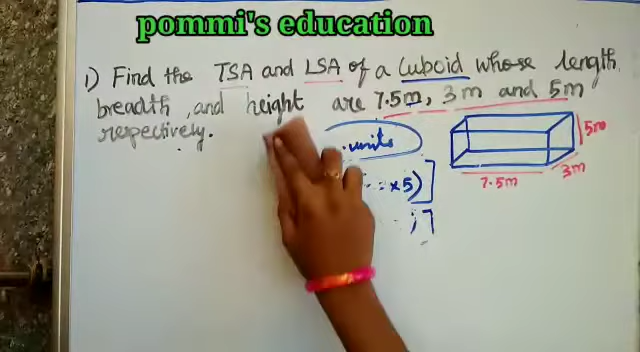 pommi's education
1) Find the TSA and LSA of a Cuboid whose length
breadth, and height are 7.5m, 3m and 5m
respectively.
.units
5m
×5)]
3m
7.5m